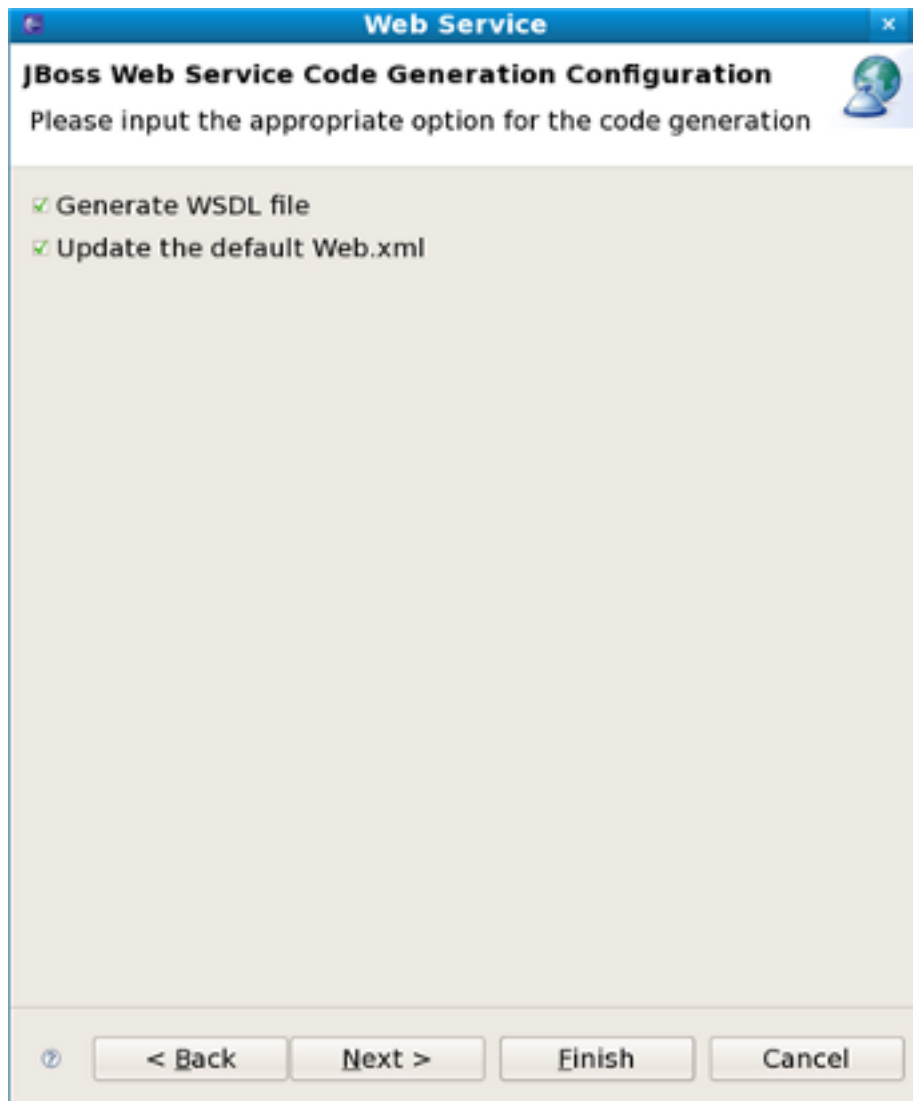 Web Service
JBoss Web Service Code Generation Configuration
Please input the appropriate option for the code generation
Generate WSDL file
Update the default Web.xml
< Back Next > Finish Cancel